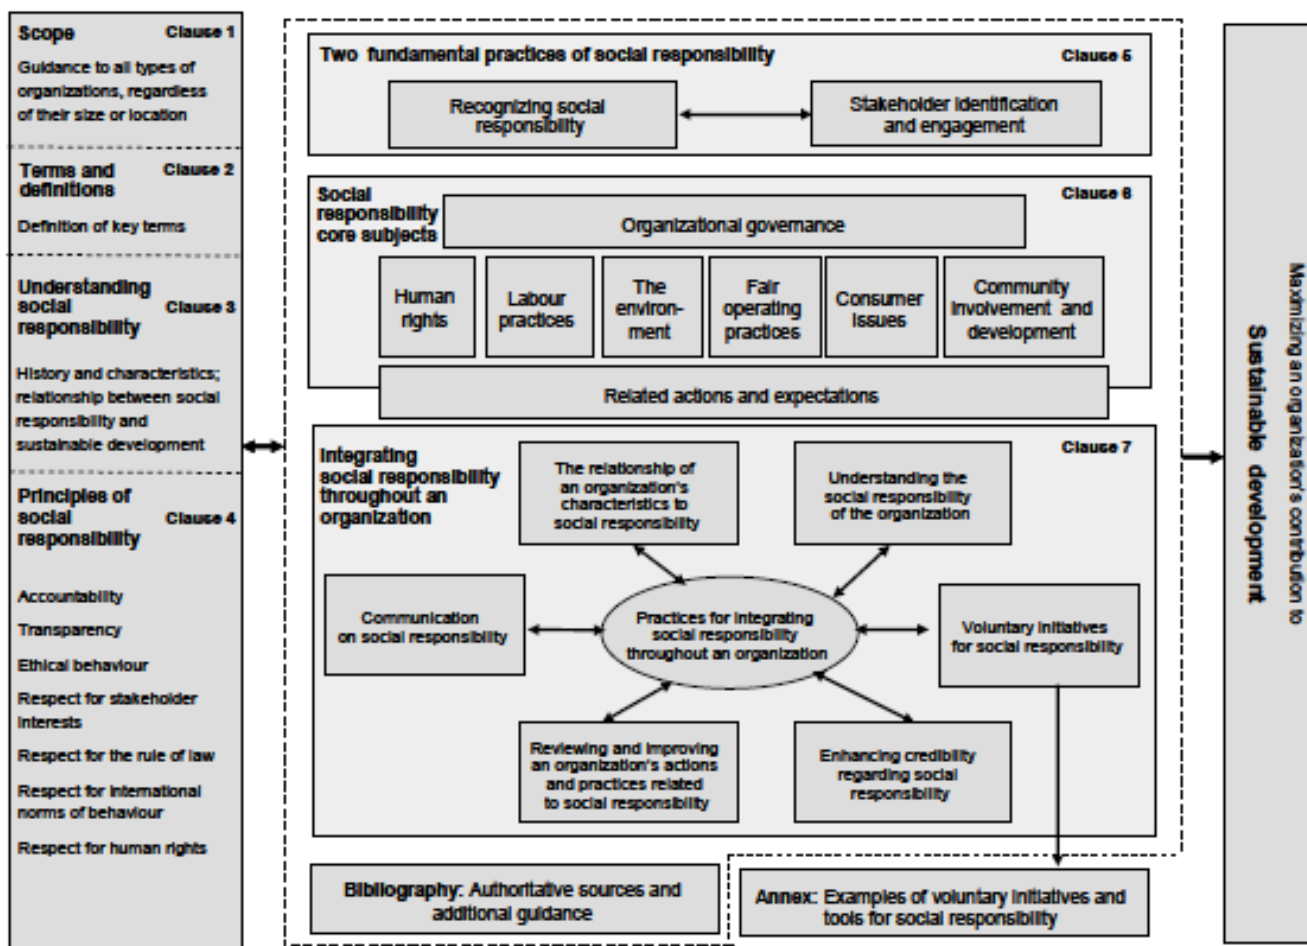 Scope Clause 1
Guidance to all types of
organizations, regardless
of their size or location
Terms and Clause 2
definitions
Definition of key terms
Understanding
social Clause 3
responsibility
History and characteristics;
relationship between social
responsibility and
sustainable development
Principles of
social Clause 4
responsibility
Accountability
Transparency
Ethical behaviour
Respect for stakeholder
interests
Respect for the rule of law
Respect for international
norms of behaviour
Respect for human rights
Two fundamental practices of social responsibility Clause 5
Recognizing social
responsibility
Stakeholder identification
and engagement
Social Clause 6
responsibility
core subjects
Organizational governance
Human
rights
Labour
practices
The
environ-
ment
Fair
operating
practices
Consumer
issues
Community
involvement and
development
Related actions and expectations
Integrating Clause 7
social responsibility
throughout an
organization
The relationship of
an organization's
characteristics to
social responsibility
Understanding the
social responsibility
of the organization
Communication
on social responsibility
Practices for integrating
social responsibility
throughout an organization
Voluntary initiatives
for social responsibility
Reviewing and improving
an organization's actions
and practices related
to social responsibility
Enhancing credibility
regarding social
responsibility
Bibliography: Authoritative sources and
additional guidance
Annex: Examples of voluntary initiatives and
tools for social responsibility
Maximizing an organization's contribution to
Sustainable development